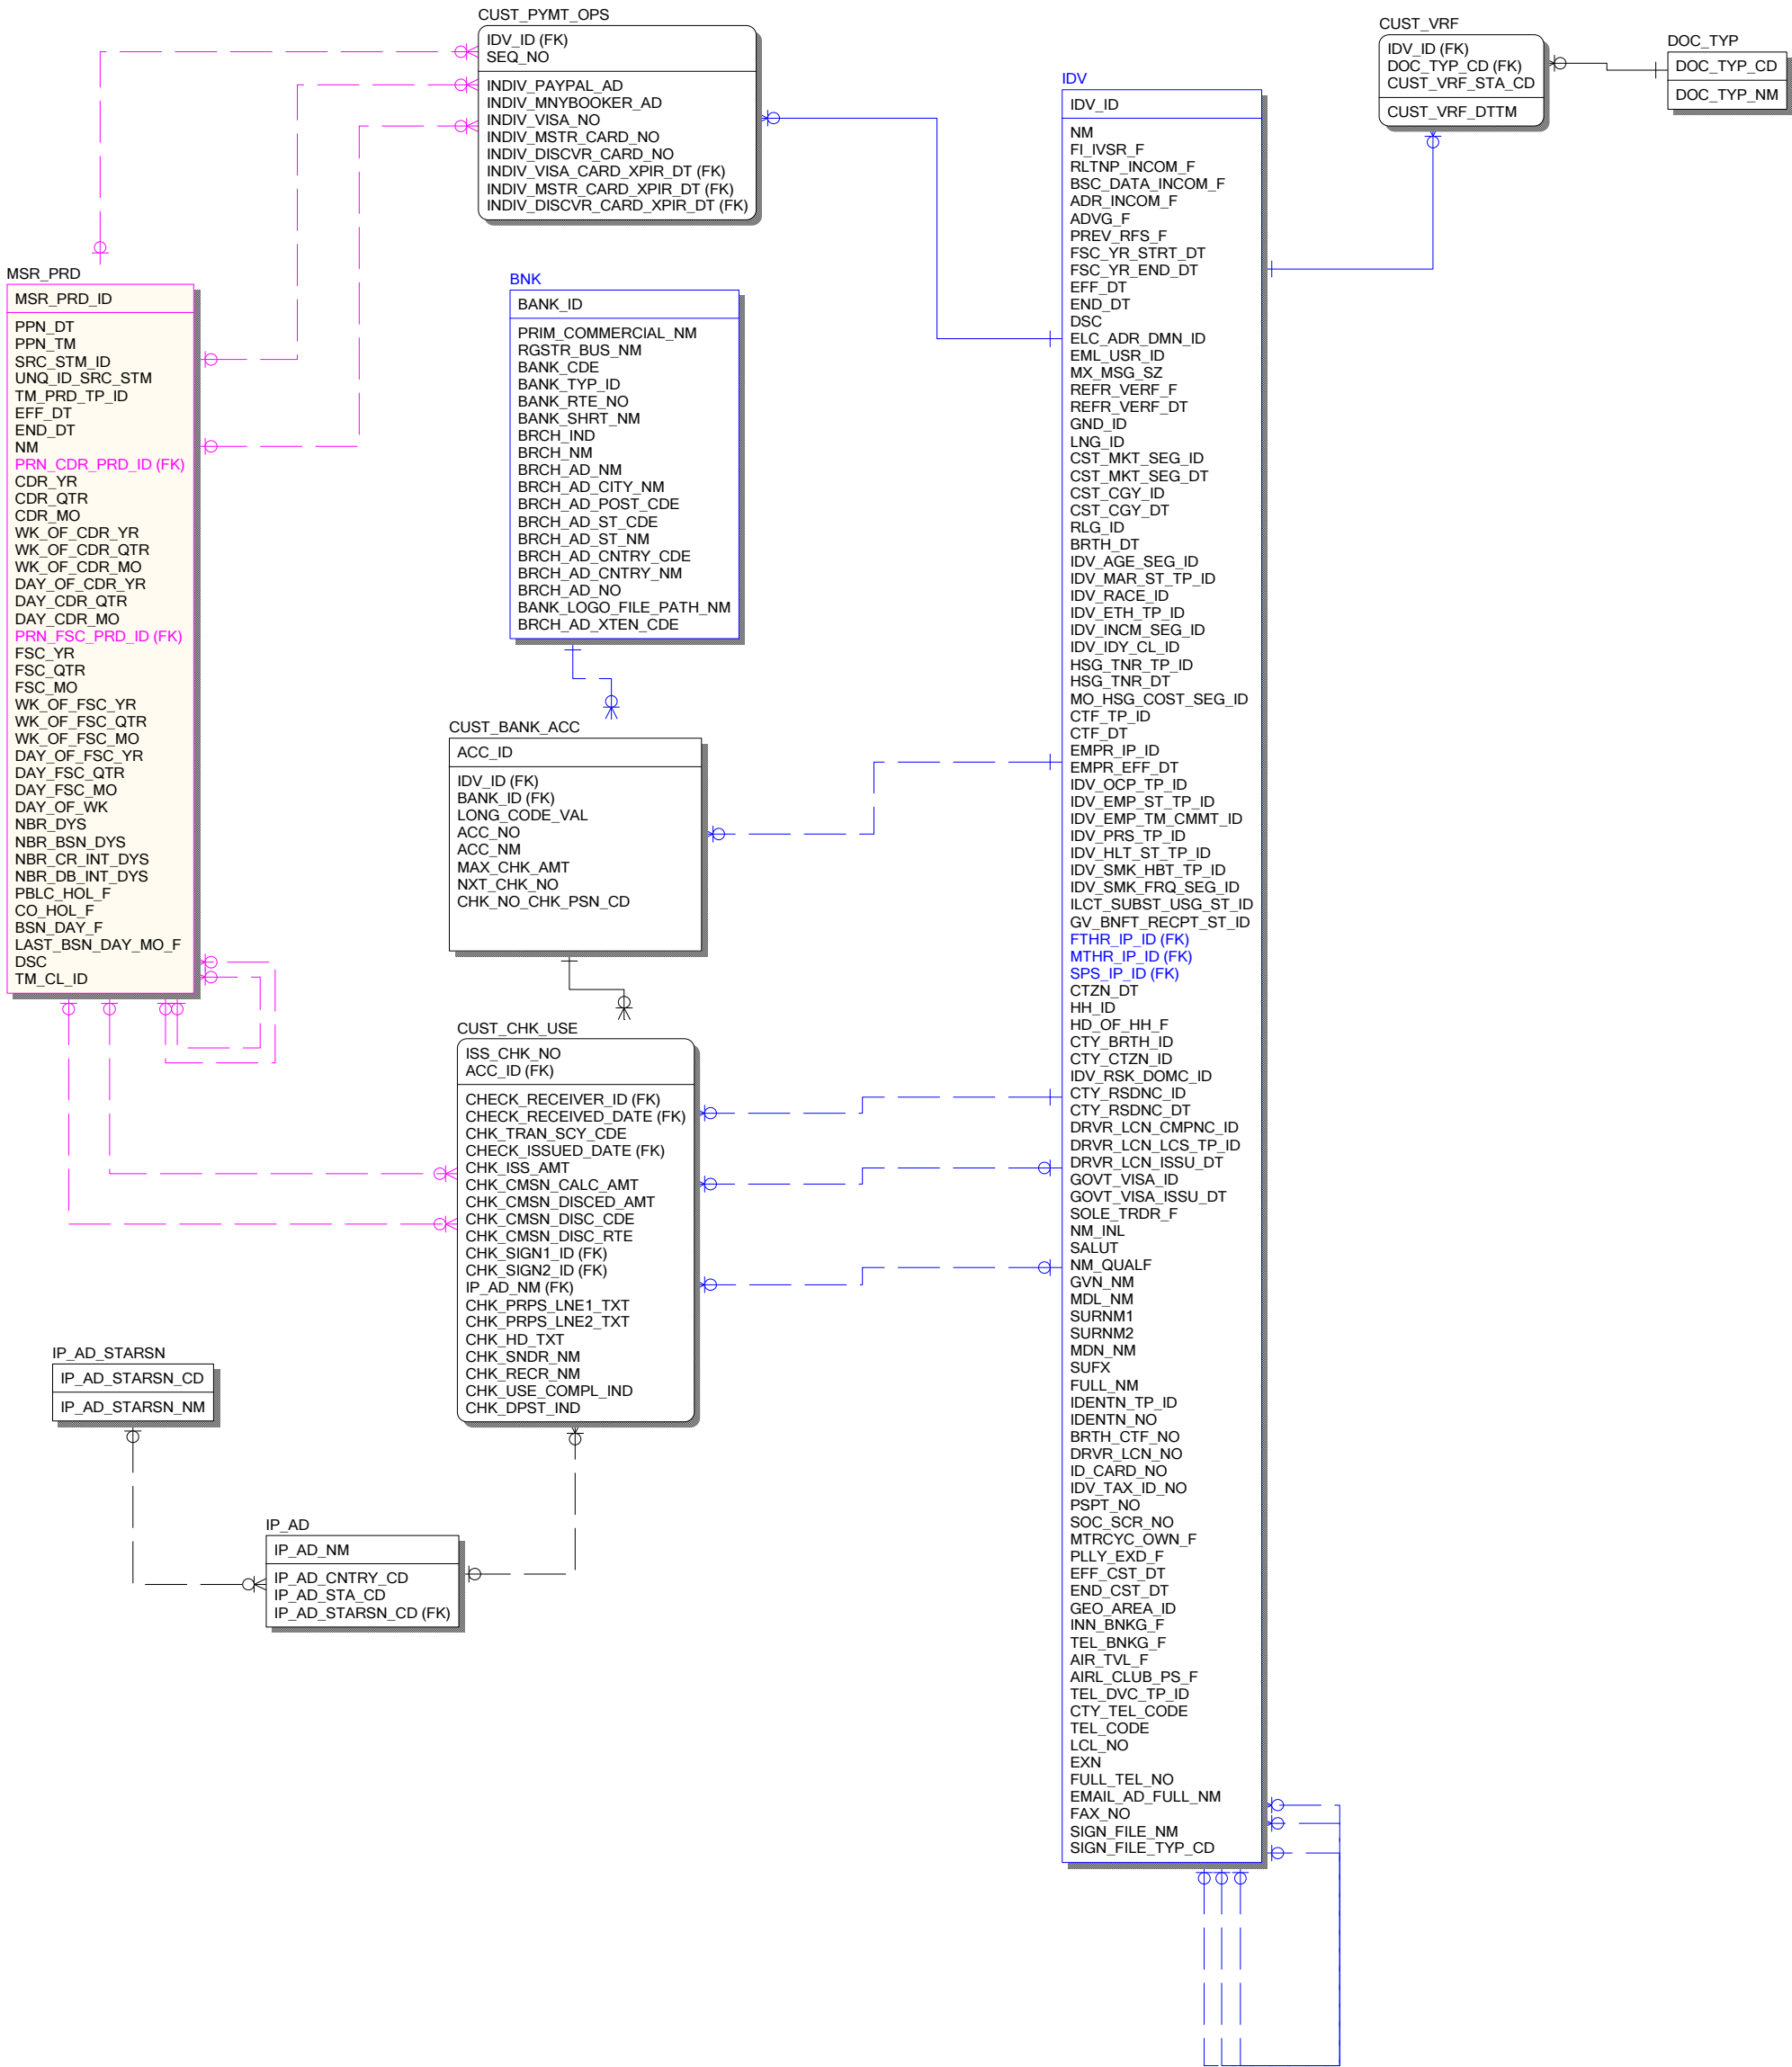 CUST_PYMT_OPS
IDV_ID (FK)
SEQ_NO
INDIV_PAYPAL_AD
INDIV_MNYBOOKER_AD
INDIV_VISA_NO
INDIV_MSTR_CARD_NO
INDIV_DISCVR_CARD_NO
INDIV_VISA_CARD_XPIR_DT (FK)
INDIV_MSTR_CARD_XPIR_DT (FK)
INDIV_DISCVR_CARD_XPIR_DT (FK)
CUST_VRF
IDV_ID (FK)
DOC_TYP_CD (FK)
CUST_VRF_STA_CD
CUST_VRF_DTTM
DOC_TYP
DOC_TYP_CD
DOC_TYP_NM
MSR_PRD
MSR_PRD_ID
PPN_DT
PPN_TM
SRC_STM_ID
UNQ_ID_SRC_STM
TM_PRD_TP_ID
EFF_DT
END_DT
NM
PRN_CDR_PRD_ID (FK)
CDR_YR
CDR_QTR
CDR_MO
WK_OF_CDR_YR
WK_OF_CDR_QTR
WK_OF_CDR_MO
DAY_OF_CDR_YR
DAY_CDR_QTR
DAY_CDR_MO
PRN_FSC_PRD_ID (FK)
FSC_YR
FSC_QTR
FSC_MO
WK_OF_FSC_YR
WK_OF_FSC_QTR
WK_OF_FSC_MO
DAY_OF_FSC_YR
DAY_FSC_QTR
DAY_FSC_MO
DAY_OF_WK
NBR_DYS
NBR_BSN_DYS
NBR_CR_INT_DYS
NBR_DB_INT_DYS
PBLC_HOL_F
CO_HOL_F
BSN_DAY_F
LAST_BSN_DAY_MO_F
DSC
TM_CL_ID
BNK
BANK_ID
PRIM_COMMERCIAL_NM
RGSTR_BUS_NM
BANK_CDE
BANK_TYP_ID
BANK_RTE_NO
BANK_SHRT_NM
BRCH_IND
BRCH_NM
BRCH_AD_NM
BRCH_AD_CITY_NM
BRCH_AD_POST_CDE
BRCH_AD_ST_CDE
BRCH_AD_ST_NM
BRCH_AD_CNTRY_CDE
BRCH_AD_CNTRY_NM
BRCH_AD_NO
BANK_LOGO_FILE_PATH_NM
BRCH_AD_XTEN_CDE
CUST_BANK_ACC
ACC_ID
IDV_ID (FK)
BANK_ID (FK)
LONG_CODE_VAL
ACC_NO
ACC_NM
MAX_CHK_AMT
NXT_CHK_NO
CHK_NO_CHK_PSN_CD
CUST_CHK_USE
ISS_CHK_NO
ACC_ID (FK)
CHECK_RECEIVER_ID (FK)
CHECK_RECEIVED_DATE (FK)
CHK_TRAN_SCY_CDE
CHECK_ISSUED_DATE (FK)
CHK_ISS_AMT
CHK_CMSN_CALC_AMT
CHK_CMSN_DISCED_AMT
CHK_CMSN_DISC_CDE
CHK_CMSN_DISC_RTE
CHK_SIGN1_ID (FK)
CHK_SIGN2_ID (FK)
IP_AD_NM (FK)
CHK_PRPS_LNE1_TXT
CHK_PRPS_LNE2_TXT
CHK_HD_TXT
CHK_SNDR_NM
CHK_RECR_NM
CHK_USE_COMPL_IND
CHK_DPST_IND
IP_AD_STARSN
IP_AD_STARSN_CD
IP_AD_STARSN_NM
IP_AD
IP_AD_NM
IP_AD_CNTRY_CD
IP_AD_STA_CD
IP_AD_STARSN_CD (FK)
IDV
IDV_ID
NM
FI_IVSR_F
RLTNP_INCOM_F
BSC_DATA_INCOM_F
ADR_INCOM_F
ADVG_F
PREV_RFS_F
FSC_YR_STRT_DT
FSC_YR_END_DT
EFF_DT
END_DT
DSC
ELC_ADR_DMN_ID
EML_USR_ID
MX_MSG_SZ
REFR_VERF_F
REFR_VERF_DT
GND_ID
LNG_ID
CST_MKT_SEG_ID
CST_MKT_SEG_DT
CST_CGY_ID
CST_CGY_DT
RLG_ID
BRTH_DT
IDV_AGE_SEG_ID
IDV_MAR_ST_TP_ID
IDV_RACE_ID
IDV_ETH_TP_ID
IDV_INCM_SEG_ID
IDV_IDY_CL_ID
HSG_TNR_TP_ID
HSG_TNR_DT
MO_HSG_COST_SEG_ID
CTF_TP_ID
CTF_DT
EMPR_IP_ID
EMPR_EFF_DT
IDV_OCP_TP_ID
IDV_EMP_ST_TP_ID
IDV_EMP_TM_CMMT_ID
IDV_PRS_TP_ID
IDV_HLT_ST_TP_ID
IDV_SMK_HBT_TP_ID
IDV_SMK_FRQ_SEG_ID
ILCT_SUBST_USG_ST_ID
GV_BNFT_RECPT_ST_ID
FTHR_IP_ID (FK)
MTHR_IP_ID (FK)
SPS_IP_ID (FK)
CTZN_DT
HH_ID
HD_OF_HH_F
CTY_BRTH_ID
CTY_CTZN_ID
IDV_RSK_DOMC_ID
CTY_RSDNC_ID
CTY_RSDNC_DT
DRVR_LCN_CMPNC_ID
DRVR_LCN_LCS_TP_ID
DRVR_LCN_ISSU_DT
GOVT_VISA_ID
GOVT_VISA_ISSU_DT
SOLE_TRDR_F
NM_INL
SALUT
NM_QUALF
GVN_NM
MDL_NM
SURNM1
SURNM2
MDN_NM
SUFX
FULL_NM
IDENTN_TP_ID
IDENTN_NO
BRTH_CTF_NO
DRVR_LCN_NO
ID_CARD_NO
IDV_TAX_ID_NO
PSPT_NO
SOC_SCR_NO
MTRCYC_OWN_F
PLLY_EXD_F
EFF_CST_DT
END_CST_DT
GEO_AREA_ID
INN_BNKG_F
TEL_BNKG_F
AIR_TVL_F
AIRL_CLUB_PS_F
TEL_DVC_TP_ID
CTY_TEL_CODE
TEL_CODE
LCL_NO
EXN
FULL_TEL_NO
EMAIL_AD_FULL_NM
FAX_NO
SIGN_FILE_NM
SIGN_FILE_TYP_CD